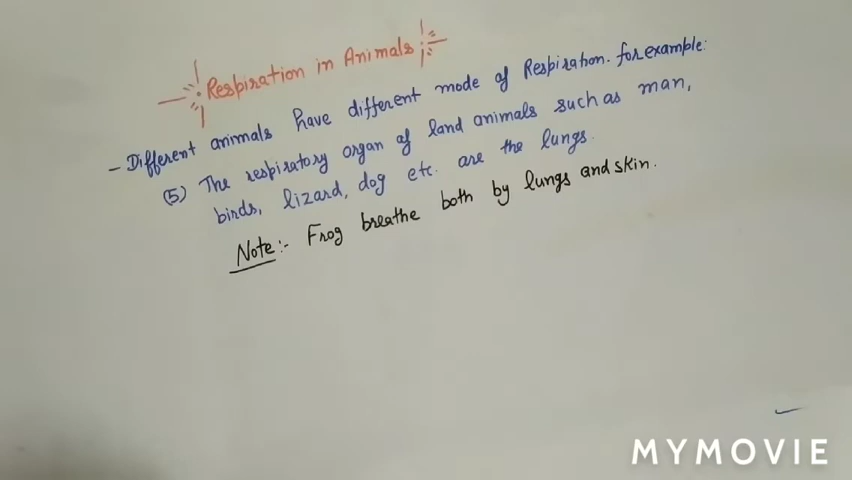 Respiration in Animals
- Different animals have different mode of Respiration. for example:
(5) The respiratory organ of land animals such as man,
birds, lizard, dog etc. are the lungs.
Note:- Frog breathe both by lungs and skin.
MYMOVIE